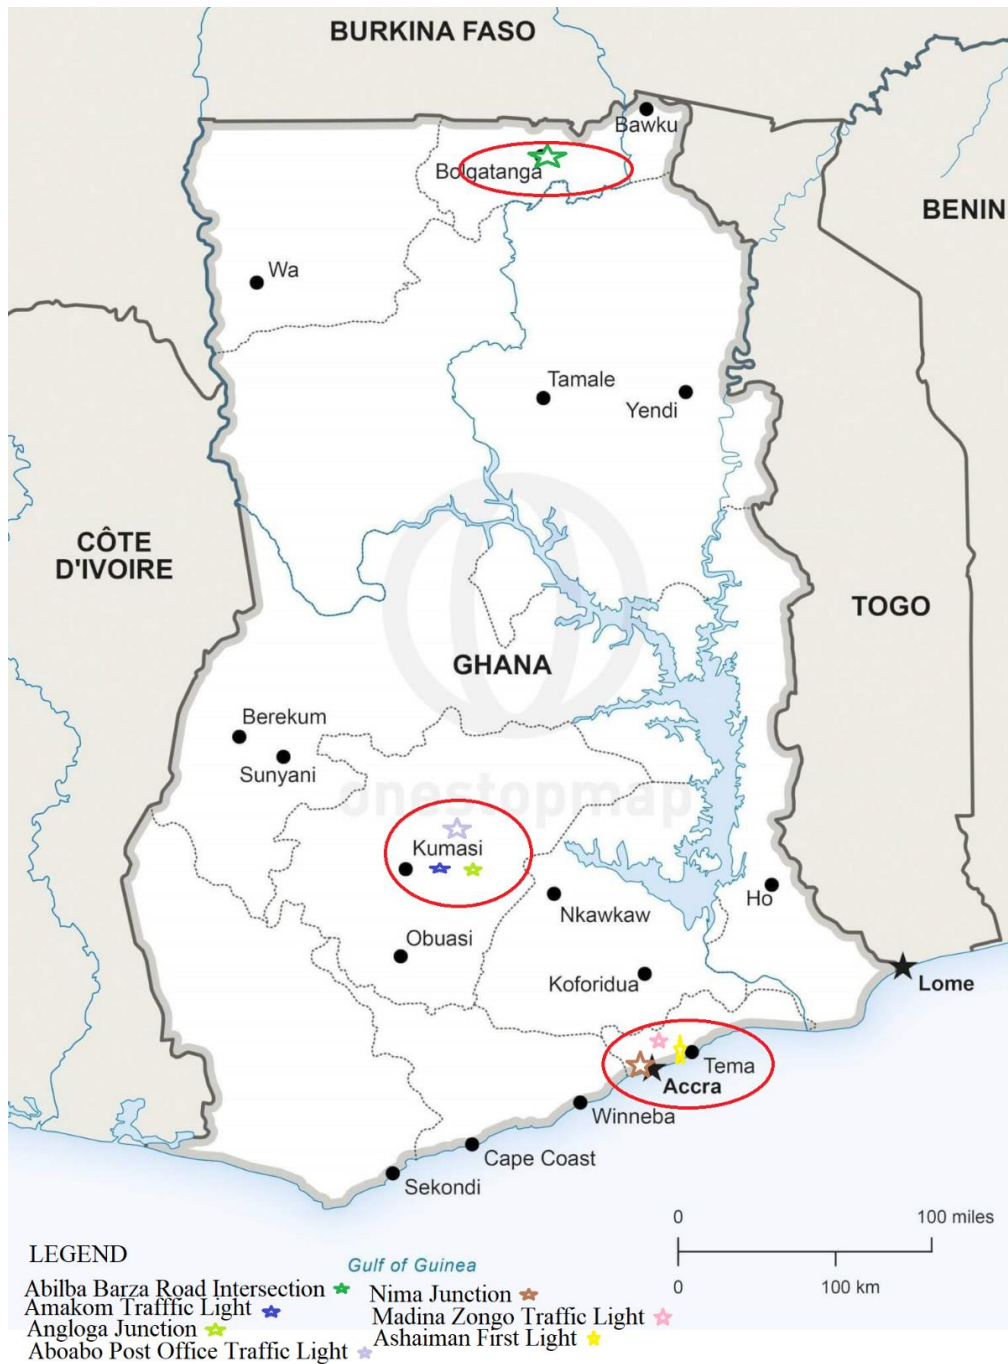 BURKINA FASO
Bawku
Bolgatanga
BENIN
Wa
Tamale
Yendi
CÔTE
D'IVOIRE
TOGO
GHANA
Berekum
Sunyani
onestopmap
Kumasi
Ho
Nkawkaw
Obuasi
Koforidua
Lome
Tema
Accra
Winneba
Cape Coast
Sekondi
0 100 miles
0 100 km
Gulf of Guinea
LEGEND
Abilba Barza Road Intersection
Amakom Trafffic Light
Angloga Junction
Aboabo Post Office Traffic Light
Nima Junction
Madina Zongo Traffic Light
Ashaiman First Light